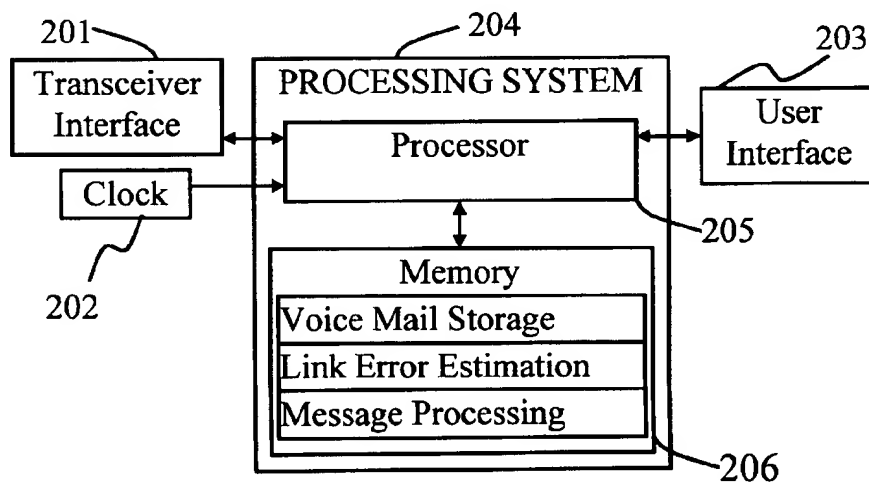 201
204
203
Transceiver
Interface
PROCESSING SYSTEM
User
Interface
Processor
Clock
205
202
Memory
Voice Mail Storage
Link Error Estimation
Message Processing
206